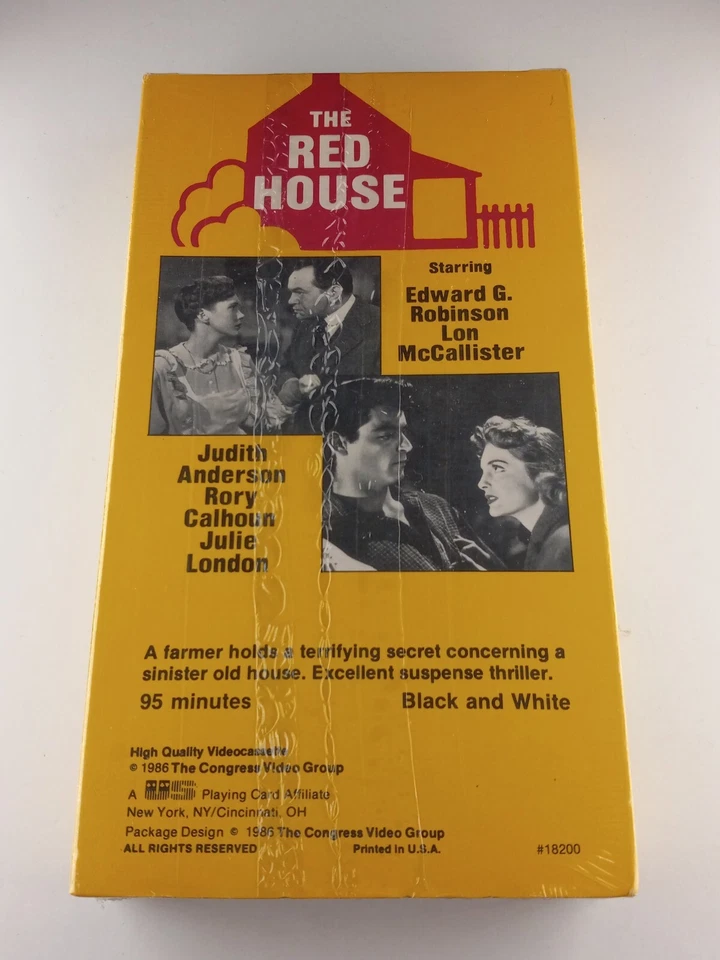 THE
RED
HOUSE
Starring
Edward G.
Robinson
Lon
McCallister
Judith
Anderson
Rory
Calhoun
Julie
London
A farmer holds a terrifying secret concerning a
sinister old house. Excellent suspense thriller.
95 minutes Black and White
High Quality Videocassette
© 1986 The Congress Video Group
A Playing Card Affiliate
New York, NY/Cincinnati, OH
Package Design © 1986 The Congress Video Group
ALL RIGHTS RESERVED Printed in U.S.A. #18200